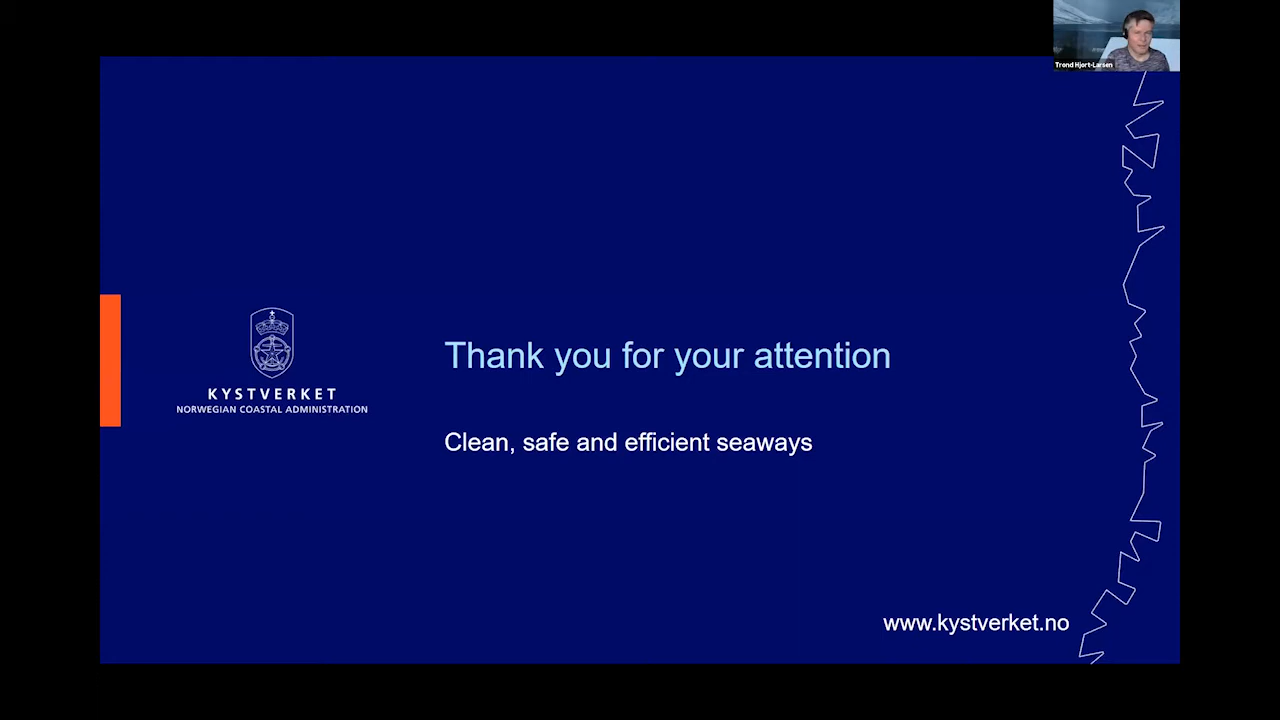 Trond Hjort-Larsen
KYSTVERKET
NORWEGIAN COASTAL ADMINISTRATION
Thank you for your attention
Clean, safe and efficient seaways
www.kystverket.no